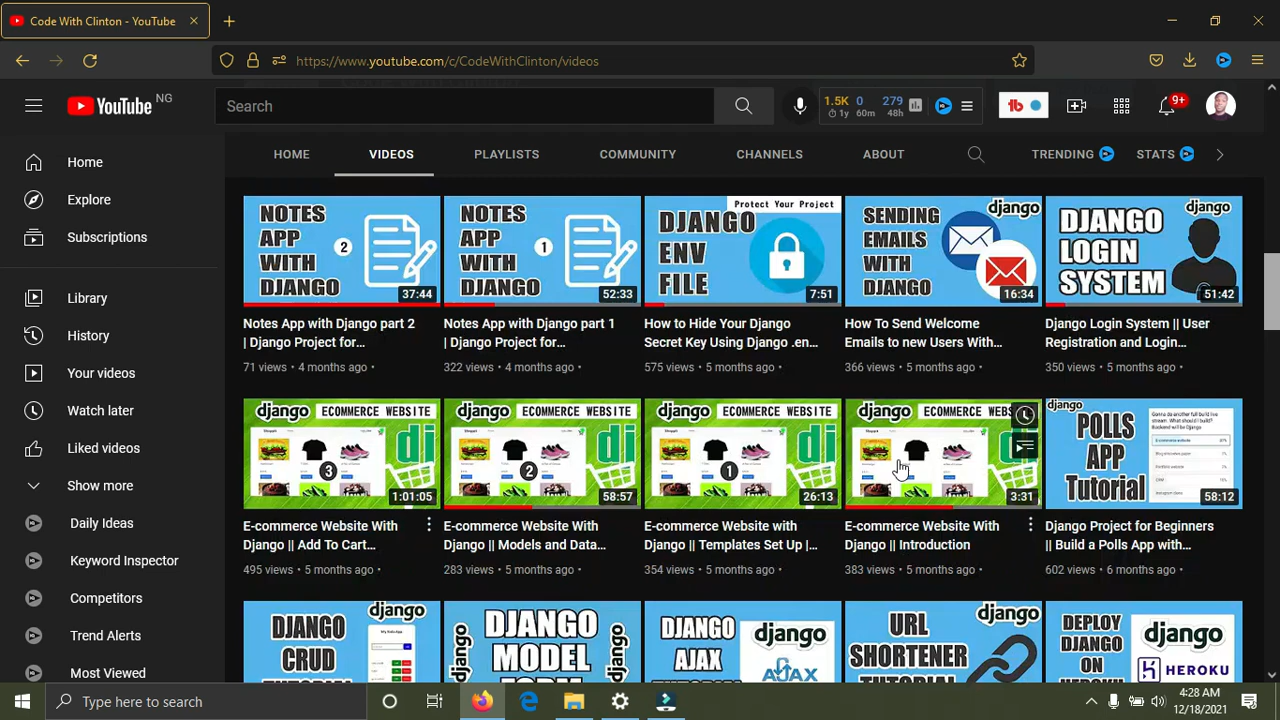 Code With Clinton - YouTube
https://www.youtube.com/c/CodeWithClinton/videos
YouTube NG
Search
1.5K 0 279
1y 60m 48h
9+
HOME VIDEOS PLAYLISTS COMMUNITY CHANNELS ABOUT TRENDING STATS
Home
Explore
Subscriptions
Library
History
Your videos
Watch later
Liked videos
Show more
Daily Ideas
Keyword Inspector
Competitors
Trend Alerts
Most Viewed
NOTES
APP
WITH
DJANGO
2
37:44
Notes App with Django part 2
| Django Project for...
71 views • 4 months ago •
NOTES
APP
WITH
DJANGO
1
52:33
Notes App with Django part 1
| Django Project for...
322 views • 4 months ago •
Protect Your Project
DJANGO
ENV
FILE
7:51
How to Hide Your Django
Secret Key Using Django .en...
575 views • 5 months ago •
django
SENDING
EMAILS
WITH
DJANGO
16:34
How To Send Welcome
Emails to new Users With...
366 views • 5 months ago •
django
DJANGO
LOGIN
SYSTEM
51:42
Django Login System || User
Registration and Login...
350 views • 5 months ago •
django ECOMMERCE WEBSITE
dj
3
1:01:05
E-commerce Website With
Django || Add To Cart...
495 views • 5 months ago •
django ECOMMERCE WEBSITE
dj
2
58:57
E-commerce Website With
Django || Models and Data...
283 views • 5 months ago •
django ECOMMERCE WEBSITE
dj
1
26:13
E-commerce Website with
Django || Templates Set Up |...
354 views • 5 months ago •
django ECOMMERCE WEBS
dj
3:31
E-commerce Website With
Django || Introduction
383 views • 5 months ago •
django
POLLS
APP
Tutorial
58:12
Django Project for Beginners
|| Build a Polls App with...
602 views • 6 months ago •
django
DJANGO
CRUD
TUTORIAL
django
DJANGO
MODEL
FORM
django
DJANGO
AJAX
TUTORIAL
django
AJAX
django
URL
SHORTENER
TUTORIAL
DEPLOY
DJANGO
ON
HEROKU
django
HEROKU
Type here to search
4:28 AM
12/18/2021